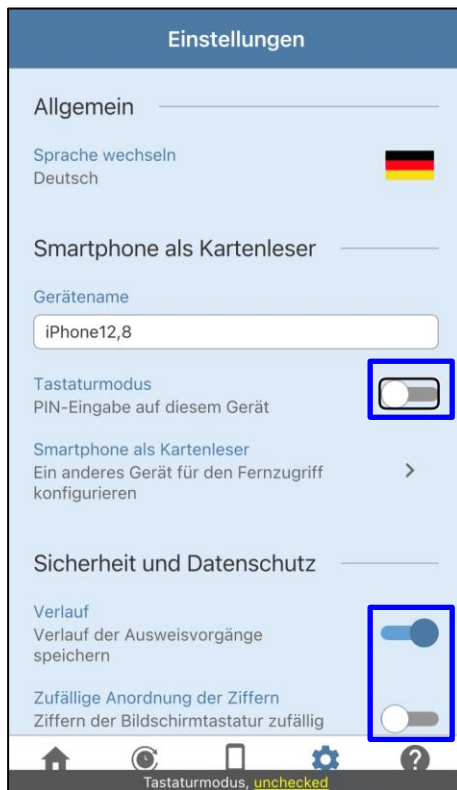 Einstellungen
Allgemein
Sprache wechseln
Deutsch
Smartphone als Kartenleser
Gerätename
iPhone12,8
Tastaturmodus
PIN-Eingabe auf diesem Gerät
Smartphone als Kartenleser
Ein anderes Gerät für den Fernzugriff
konfigurieren
Sicherheit und Datenschutz
Verlauf
Verlauf der Ausweisvorgänge
speichern
Zufällige Anordnung der Ziffern
Ziffern der Bildschirmtastatur zufällig
Tastaturmodus, unchecked